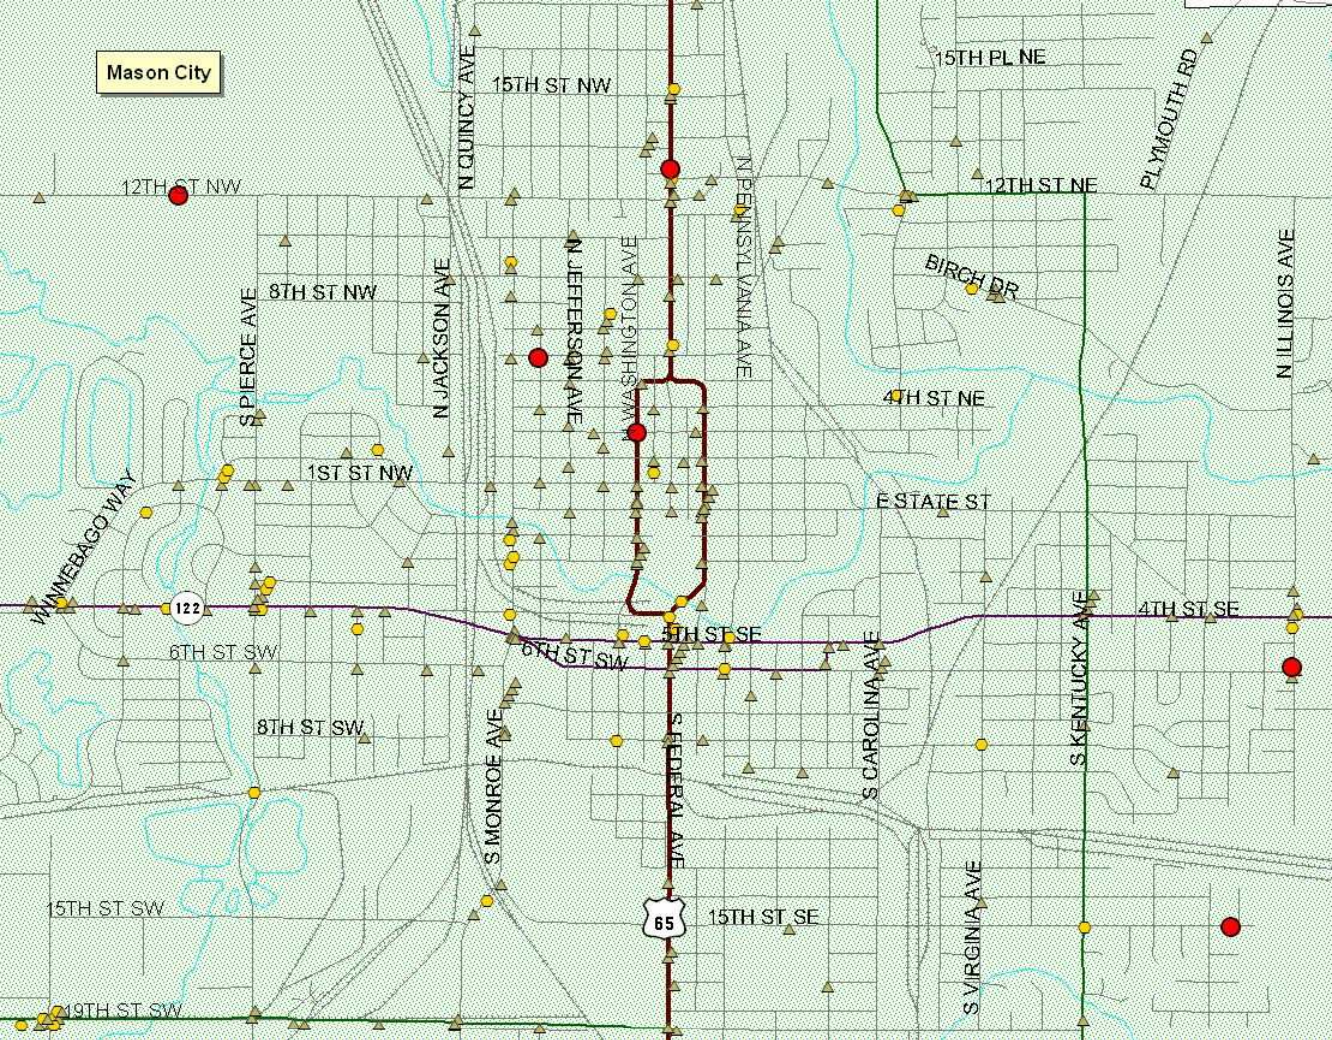 15TH PL NE
Mason City
15TH ST NW
N QUINCY AVE
PLYMOUTH RD
12TH ST NW
N PENNSYLVANIA AVE
12TH ST NE
BIRCH DR
N ILLINOIS AVE
8TH ST NW
S PIERCE AVE
N JACKSON AVE
N JEFFERSON AVE
N WASHINGTON AVE
4TH ST NE
1ST ST NW
WINNEBAGO WAY
E STATE ST
122
4TH ST SE
5TH ST SE
6TH ST SW
6TH ST SW
S CAROLINA AVE
S KENTUCKY AVE
8TH ST SW
S MONROE AVE
S FEDERAL AVE
15TH ST SW
65
15TH ST SE
S VIRGINIA AVE
19TH ST SW